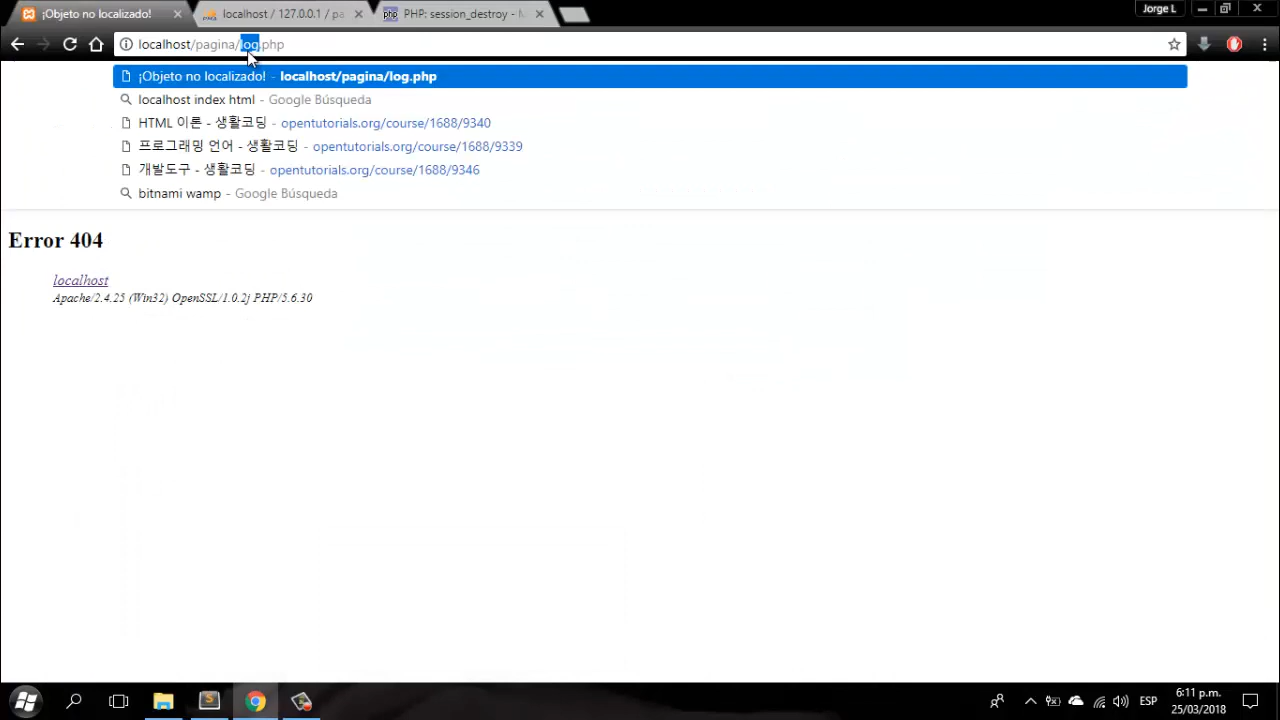 ¡Objeto no localizado!
localhost / 127.0.0.1 / pa
PHP: session_destroy - M
Jorge L
localhost/pagina/log.php
¡Objeto no localizado! - localhost/pagina/log.php
localhost index html - Google Búsqueda
HTML 이론 - 생활코딩 - opentutorials.org/course/1688/9340
프로그래밍 언어 - 생활코딩 - opentutorials.org/course/1688/9339
개발도구 - 생활코딩 - opentutorials.org/course/1688/9346
bitnami wamp - Google Búsqueda
Error 404
localhost
Apache/2.4.25 (Win32) OpenSSL/1.0.2j PHP/5.6.30
ESP
6:11 p.m.
25/03/2018